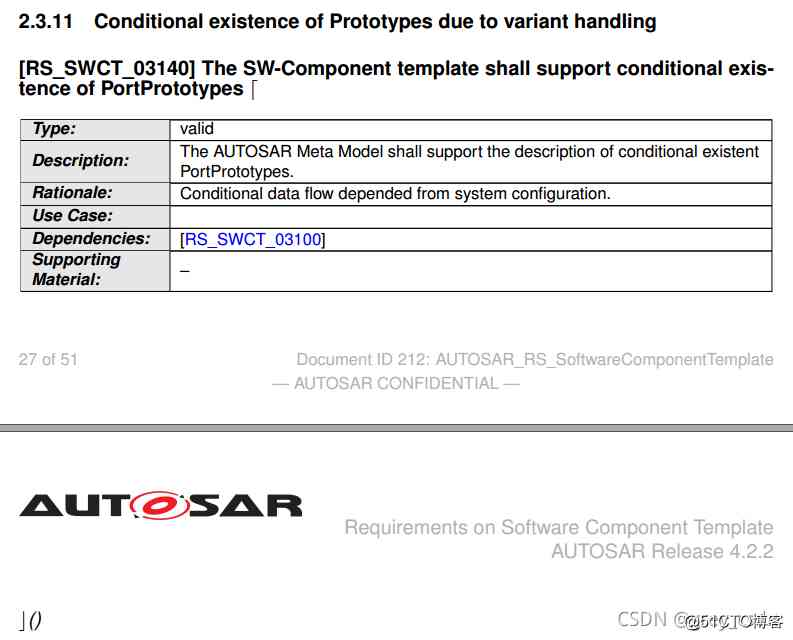 2.3.11 Conditional existence of Prototypes due to variant handling
[RS_SWCT_03140] The SW-Component template shall support conditional exis-
tence of PortPrototypes ⌈
Type: valid
Description: The AUTOSAR Meta Model shall support the description of conditional existent
PortPrototypes.
Rationale: Conditional data flow depended from system configuration.
Use Case:
Dependencies: [RS_SWCT_03100]
Supporting
Material: –
27 of 51 Document ID 212: AUTOSAR_RS_SoftwareComponentTemplate
— AUTOSAR CONFIDENTIAL —
AUTOSAR
Requirements on Software Component Template
AUTOSAR Release 4.2.2
⌋()
CSDN @51CTO博客